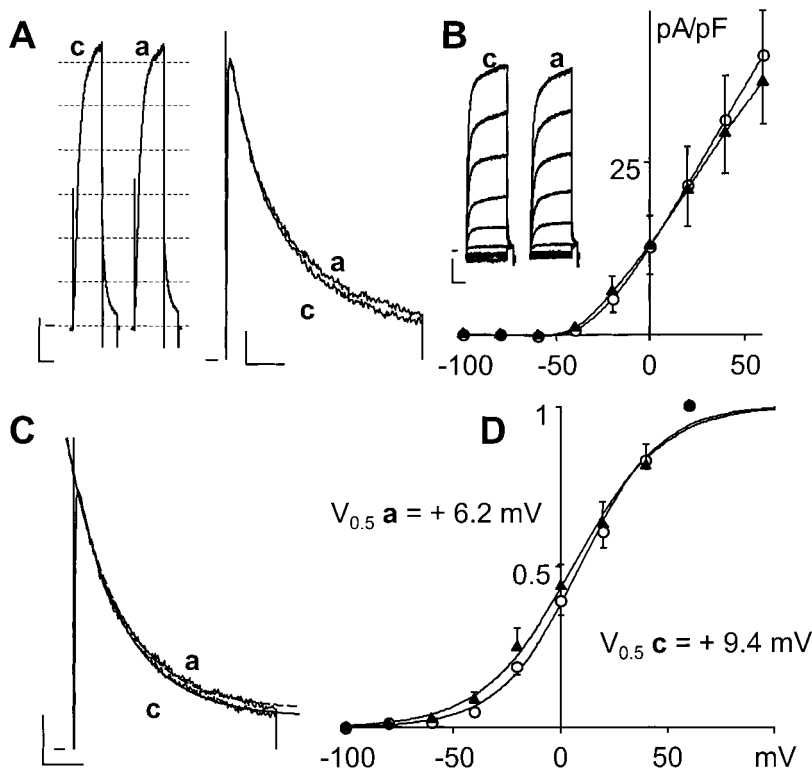 A
c a
a
c
B
pA/pF
c a
25
-100 -50 0 50
C
a
c
D
1
V0.5 a = + 6.2 mV
0.5
V0.5 c = + 9.4 mV
-100 -50 0 50 mV